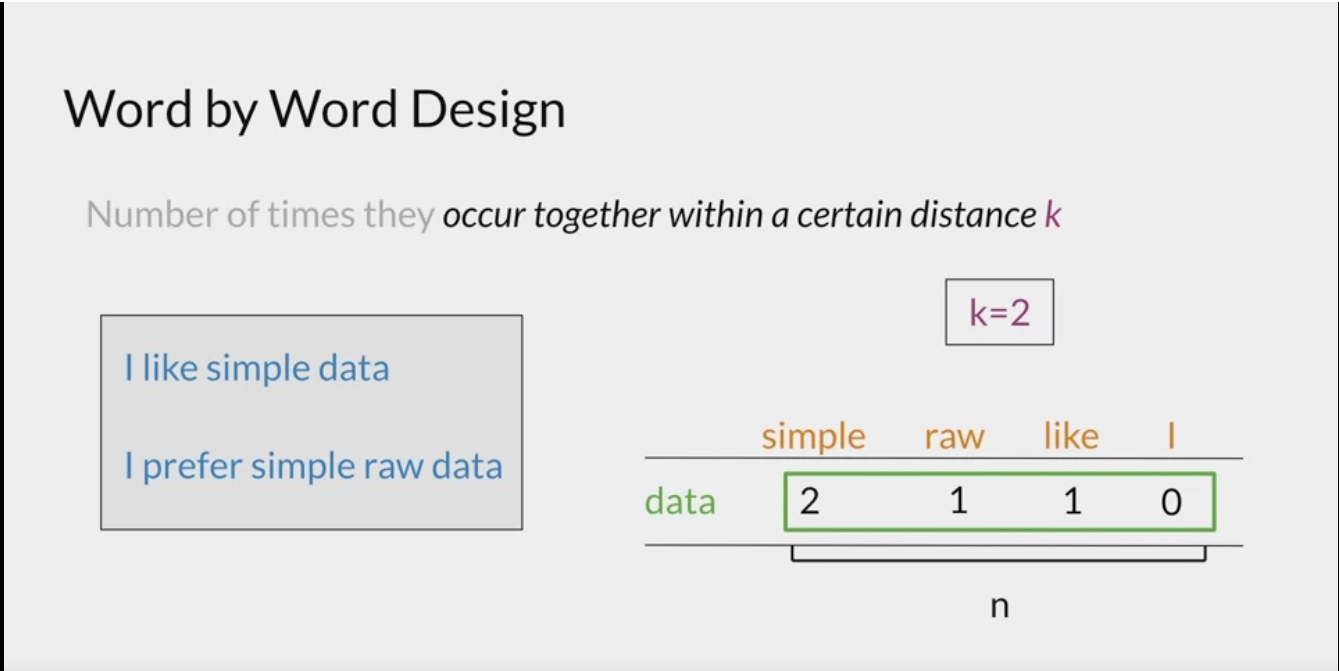 Word by Word Design
Number of times they occur together within a certain distance k
k=2
I like simple data
I prefer simple raw data
simple raw like I
data 2 1 1 0
n